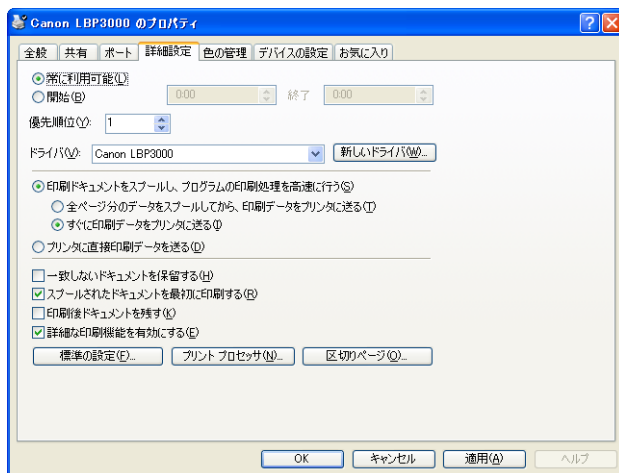 Canon LBP3000 のプロパティ
全般 共有 ポート 詳細設定 色の管理 デバイスの設定 お気に入り
常に利用可能(L)
開始(B) 0:00 終了 0:00
優先順位(Y): 1
ドライバ(V): Canon LBP3000 新しいドライバ(W)...
印刷ドキュメントをスプールし、プログラムの印刷処理を高速に行う(S)
全ページ分のデータをスプールしてから、印刷データをプリンタに送る(T)
すぐに印刷データをプリンタに送る(I)
プリンタに直接印刷データを送る(D)
一致しないドキュメントを保留する(H)
スプールされたドキュメントを最初に印刷する(R)
印刷後ドキュメントを残す(K)
詳細な印刷機能を有効にする(E)
標準の設定(F)... プリント プロセッサ(N)... 区切りページ(O)...
OK キャンセル 適用(A) ヘルプ